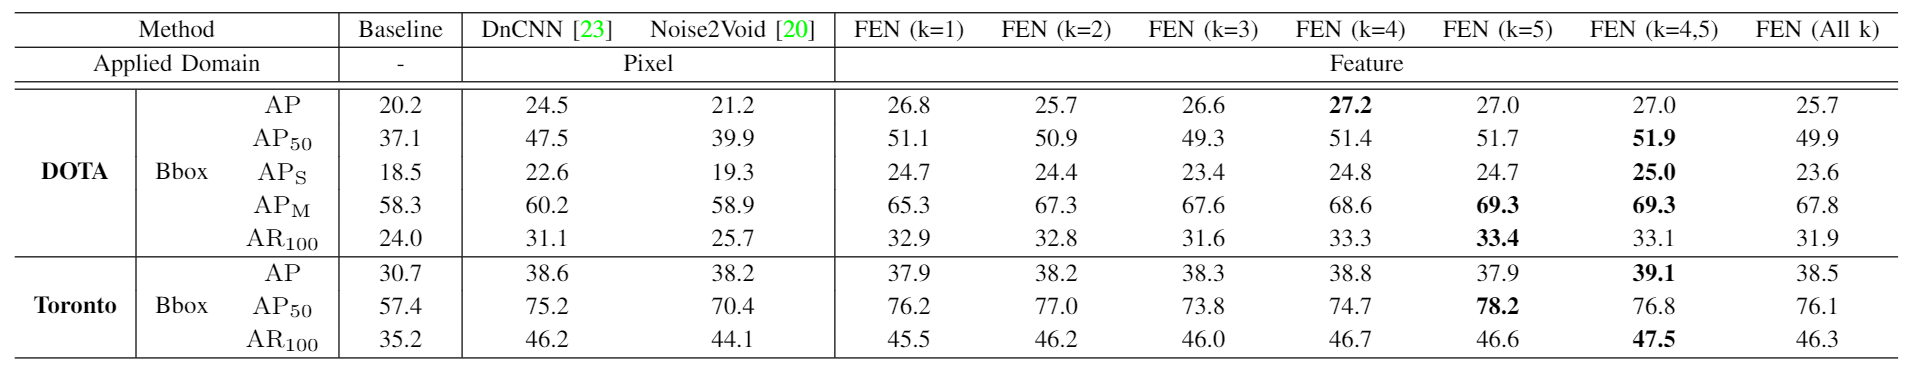 Method Baseline DnCNN [23] Noise2Void [20] FEN (k=1) FEN (k=2) FEN (k=3) FEN (k=4) FEN (k=5) FEN (k=4,5) FEN (All k)
Applied Domain - Pixel Feature
AP 20.2 24.5 21.2 26.8 25.7 26.6 27.2 27.0 27.0 25.7
AP50 37.1 47.5 39.9 51.1 50.9 49.3 51.4 51.7 51.9 49.9
DOTA Bbox APS 18.5 22.6 19.3 24.7 24.4 23.4 24.8 24.7 25.0 23.6
APM 58.3 60.2 58.9 65.3 67.3 67.6 68.6 69.3 69.3 67.8
AR100 24.0 31.1 25.7 32.9 32.8 31.6 33.3 33.4 33.1 31.9
AP 30.7 38.6 38.2 37.9 38.2 38.3 38.8 37.9 39.1 38.5
Toronto Bbox AP50 57.4 75.2 70.4 76.2 77.0 73.8 74.7 78.2 76.8 76.1
AR100 35.2 46.2 44.1 45.5 46.2 46.0 46.7 46.6 47.5 46.3